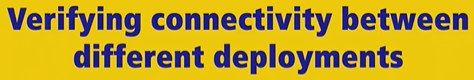 Verifying connectivity between
different deployments